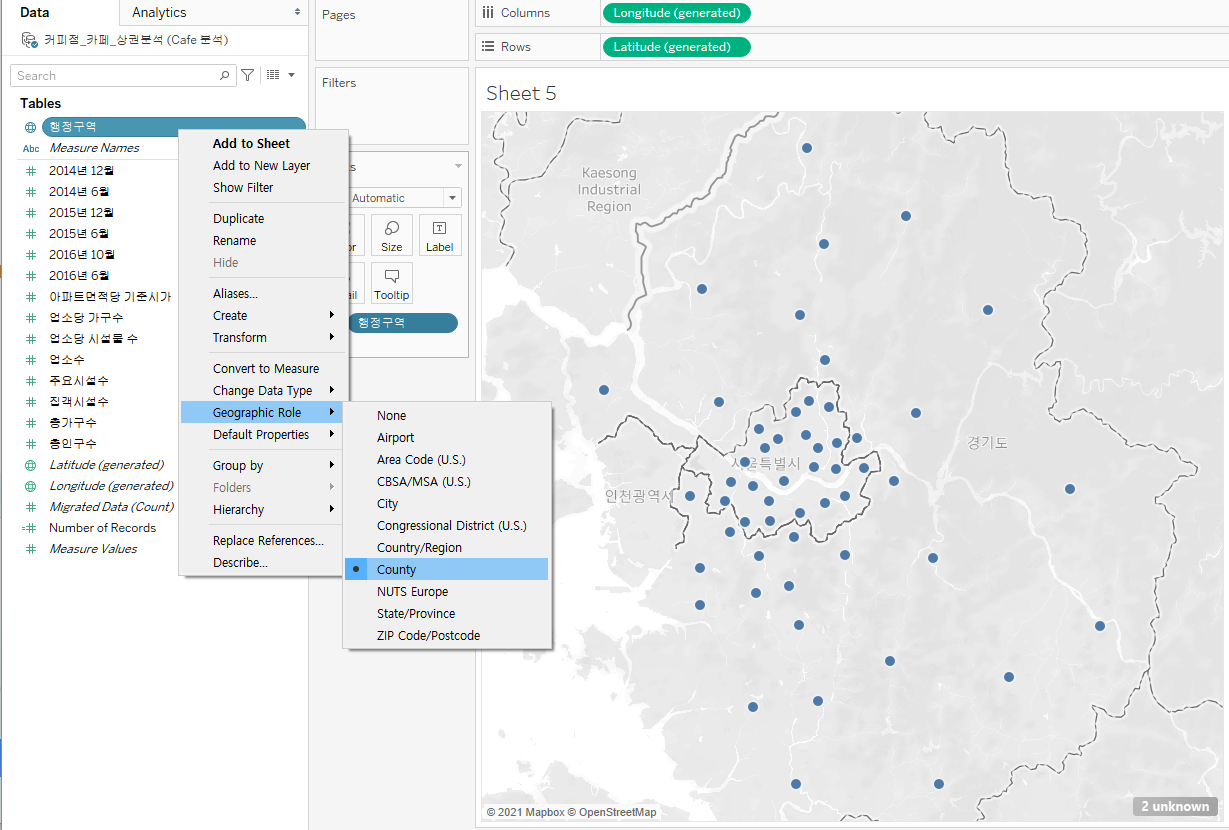 Data
Analytics
커피점_카페_상권분석 (Cafe 분석)
Search
Tables
행정구역
Abc Measure Names
2014년 12월
2014년 6월
2015년 12월
2015년 6월
2016년 10월
2016년 6월
아파트면적당 기준시가
업소당 가구수
업소당 시설물 수
업소수
주요시설수
집객시설수
총가구수
총인구수
Latitude (generated)
Longitude (generated)
Migrated Data (Count)
Number of Records
Measure Values
Add to Sheet
Add to New Layer
Show Filter
Duplicate
Rename
Hide
Aliases...
Create
Transform
Convert to Measure
Change Data Type
Geographic Role
Default Properties
Group by
Folders
Hierarchy
Replace References...
Describe...
None
Airport
Area Code (U.S.)
CBSA/MSA (U.S.)
City
Congressional District (U.S.)
Country/Region
County
NUTS Europe
State/Province
ZIP Code/Postcode
Pages
Filters
s
Automatic
or
Size
Label
ail
Tooltip
행정구역
Columns
Longitude (generated)
Rows
Latitude (generated)
Sheet 5
Kaesong
Industrial
Region
경기도
서울특별시
인천광역시
© 2021 Mapbox © OpenStreetMap
2 unknown